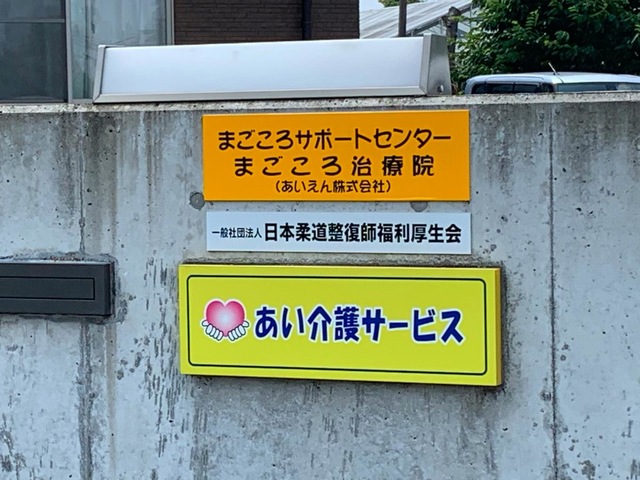 まごころサポートセンター
まごころ治療院
(あいえん株式会社)
一般社団法人 日本柔道整復師福利厚生会
あい介護サービス